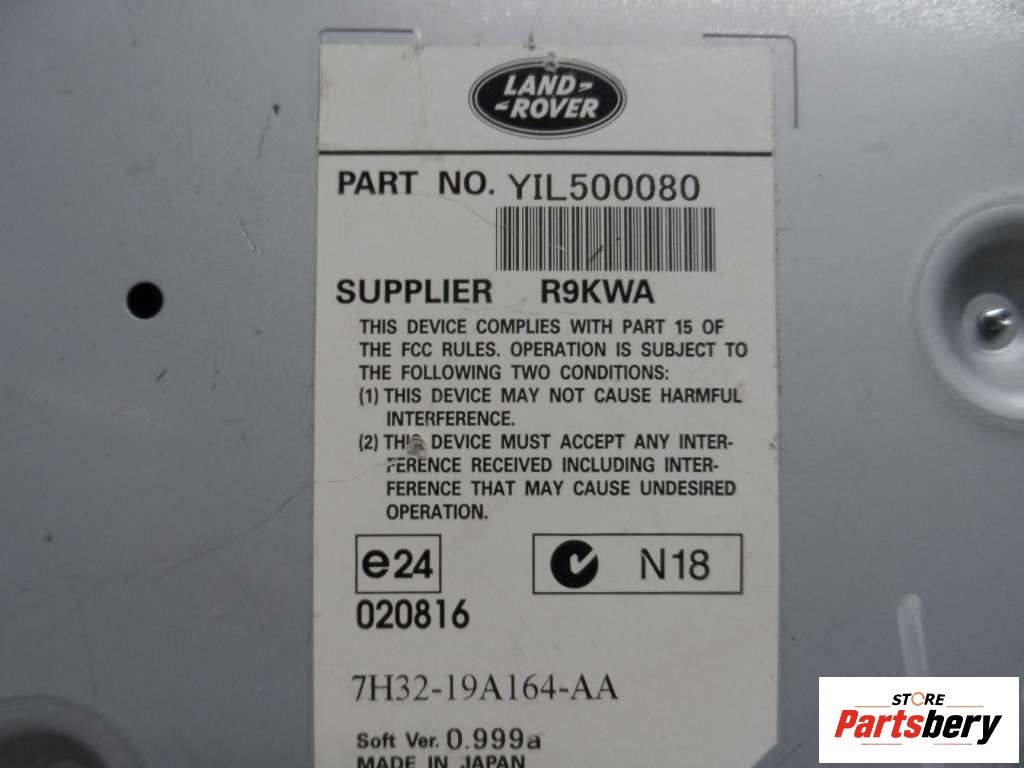 LAND-
-ROVER
PART NO. YIL500080
SUPPLIER R9KWA
THIS DEVICE COMPLIES WITH PART 15 OF
THE FCC RULES. OPERATION IS SUBJECT TO
THE FOLLOWING TWO CONDITIONS:
(1) THIS DEVICE MAY NOT CAUSE HARMFUL
INTERFERENCE.
(2) THIS DEVICE MUST ACCEPT ANY INTER-
FERENCE RECEIVED INCLUDING INTER-
FERENCE THAT MAY CAUSE UNDESIRED
OPERATION.
e24 N18
020816
7H32-19A164-AA
Soft Ver. 0.999a
MADE IN JAPAN
STORE
Partsbery